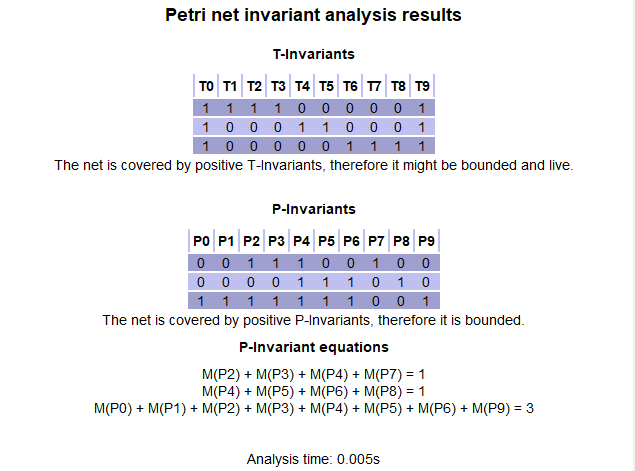 Petri net invariant analysis results
T-Invariants
T0 T1 T2 T3 T4 T5 T6 T7 T8 T9
1 1 1 1 0 0 0 0 0 1
1 0 0 0 1 1 0 0 0 1
1 0 0 0 0 0 1 1 1 1
The net is covered by positive T-Invariants, therefore it might be bounded and live.
P-Invariants
P0 P1 P2 P3 P4 P5 P6 P7 P8 P9
0 0 1 1 1 0 0 1 0 0
0 0 0 0 1 1 1 0 1 0
1 1 1 1 1 1 1 0 0 1
The net is covered by positive P-Invariants, therefore it is bounded.
P-Invariant equations
M(P2) + M(P3) + M(P4) + M(P7) = 1
M(P4) + M(P5) + M(P6) + M(P8) = 1
M(P0) + M(P1) + M(P2) + M(P3) + M(P4) + M(P5) + M(P6) + M(P9) = 3
Analysis time: 0.005s